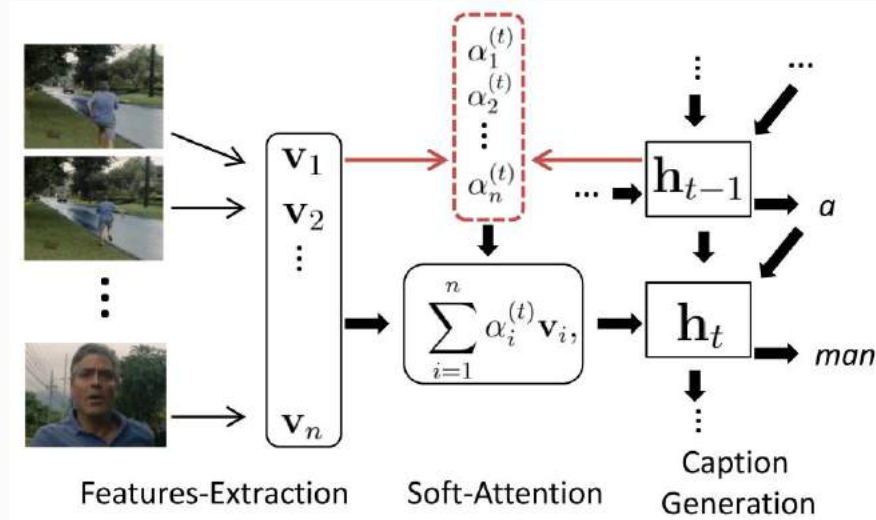 α₁⁽ᵗ⁾
α₂⁽ᵗ⁾
⋮
αₙ⁽ᵗ⁾
v₁
v₂
⋮
vₙ
∑ᵢ₌₁ⁿ αᵢ⁽ᵗ⁾vᵢ,
⋮
...
...
hₜ₋₁
a
hₜ
man
⋮
Features-Extraction
Soft-Attention
Caption
Generation